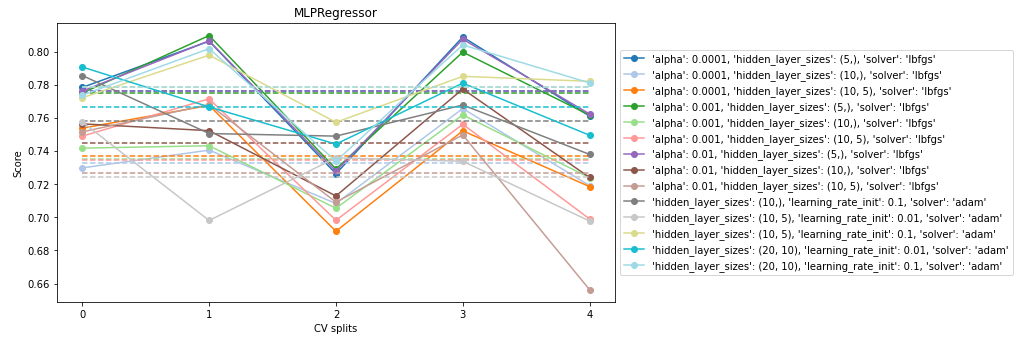 MLPRegressor
Score
0.80
0.78
0.76
0.74
0.72
0.70
0.68
0.66
0
1
2
3
4
CV splits
'alpha': 0.0001, 'hidden_layer_sizes': (5,), 'solver': 'lbfgs'
'alpha': 0.0001, 'hidden_layer_sizes': (10,), 'solver': 'lbfgs'
'alpha': 0.0001, 'hidden_layer_sizes': (10, 5), 'solver': 'lbfgs'
'alpha': 0.001, 'hidden_layer_sizes': (5,), 'solver': 'lbfgs'
'alpha': 0.001, 'hidden_layer_sizes': (10,), 'solver': 'lbfgs'
'alpha': 0.001, 'hidden_layer_sizes': (10, 5), 'solver': 'lbfgs'
'alpha': 0.01, 'hidden_layer_sizes': (5,), 'solver': 'lbfgs'
'alpha': 0.01, 'hidden_layer_sizes': (10,), 'solver': 'lbfgs'
'alpha': 0.01, 'hidden_layer_sizes': (10, 5), 'solver': 'lbfgs'
'hidden_layer_sizes': (10,), 'learning_rate_init': 0.1, 'solver': 'adam'
'hidden_layer_sizes': (10, 5), 'learning_rate_init': 0.01, 'solver': 'adam'
'hidden_layer_sizes': (10, 5), 'learning_rate_init': 0.1, 'solver': 'adam'
'hidden_layer_sizes': (20, 10), 'learning_rate_init': 0.01, 'solver': 'adam'
'hidden_layer_sizes': (20, 10), 'learning_rate_init': 0.1, 'solver': 'adam'